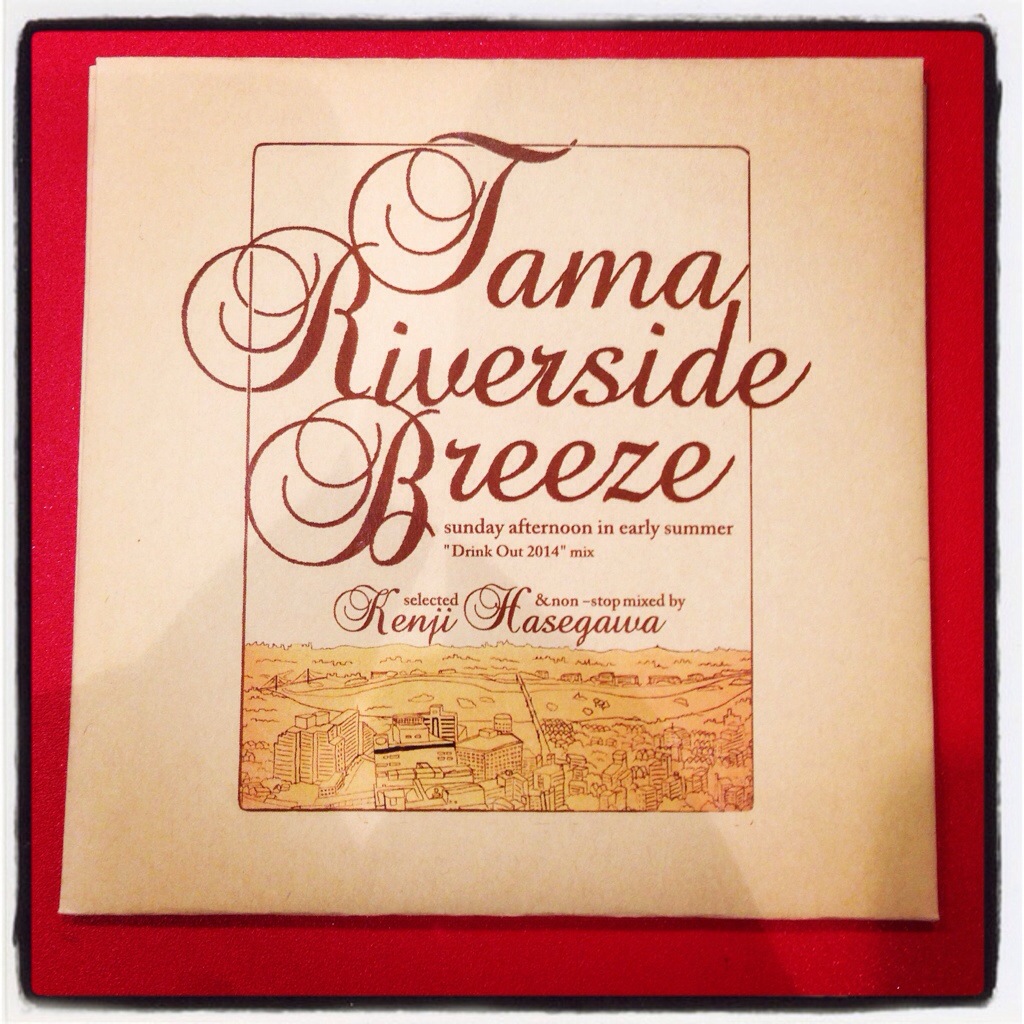 Tama
Riverside
Breeze
sunday afternoon in early summer
"Drink Out 2014" mix
selected & non-stop mixed by
Kenji Hasegawa